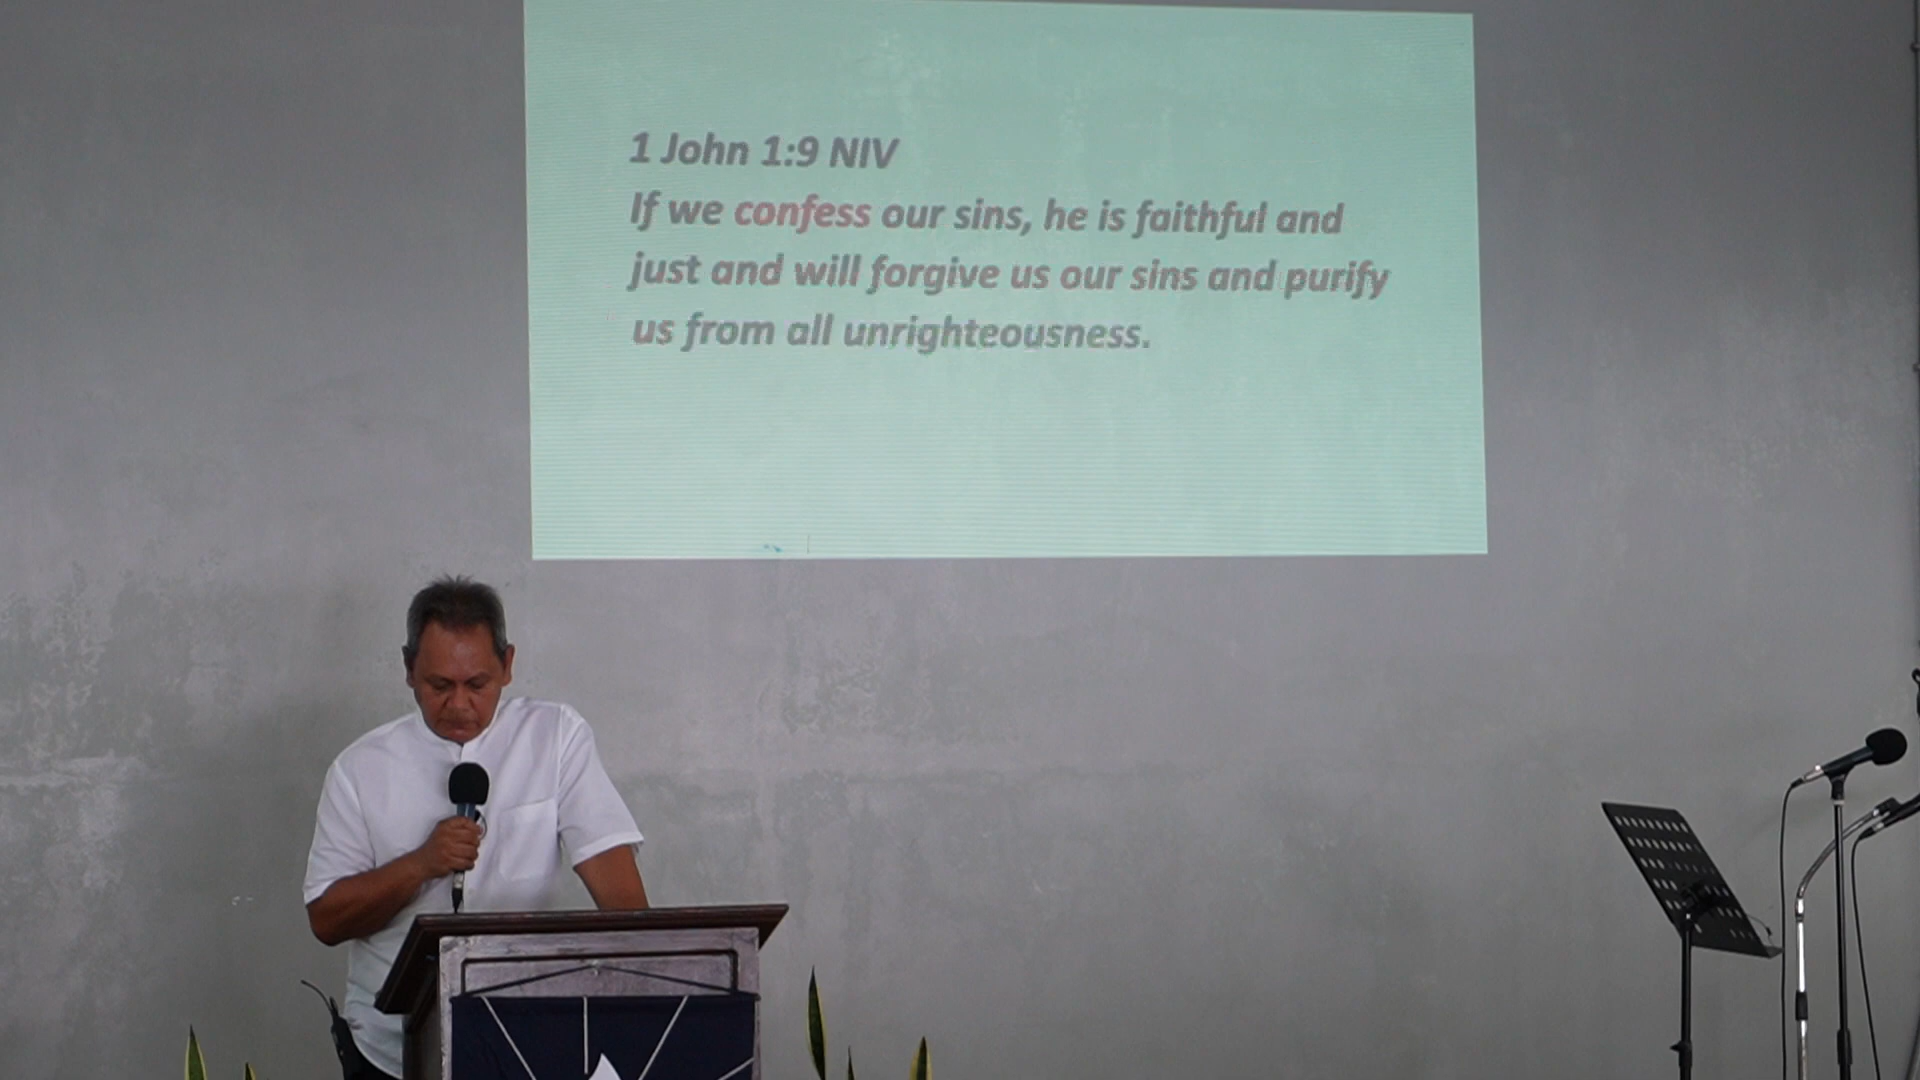 1 John 1:9 NIV
If we confess our sins, he is faithful and
just and will forgive us our sins and purify
us from all unrighteousness.